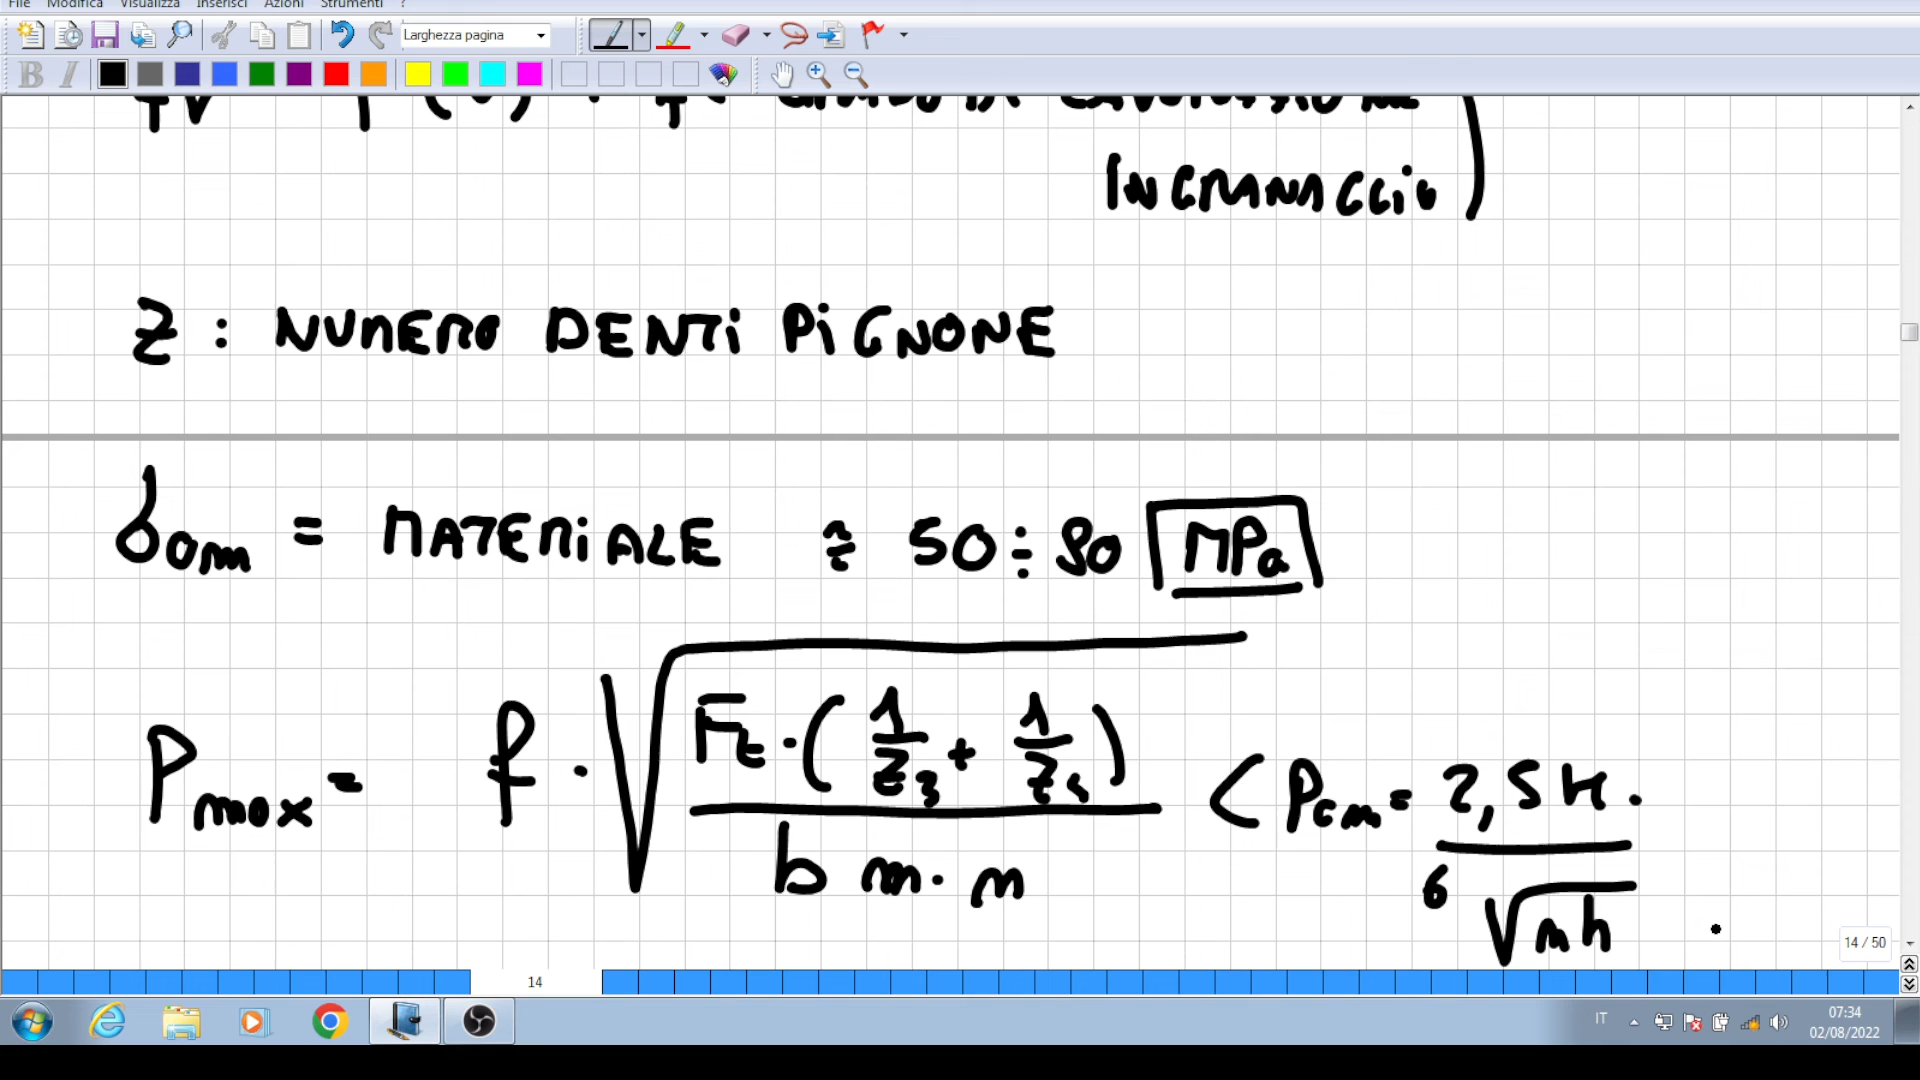 File Modifica Visualizza Inserisci Azioni Strumenti ?
Larghezza pagina
B I
INGRANAGGIO )
Z : NUMERO DENTI PIGNONE
σom = MATERIALE ≅ 50 ÷ 90 MPa
Pmax = f · √ Ft · ( 1/z3 + 1/z4 ) / b m · m < Pam = 2,5 H · / 6√nh
14 / 50
14
IT
07:34
02/08/2022